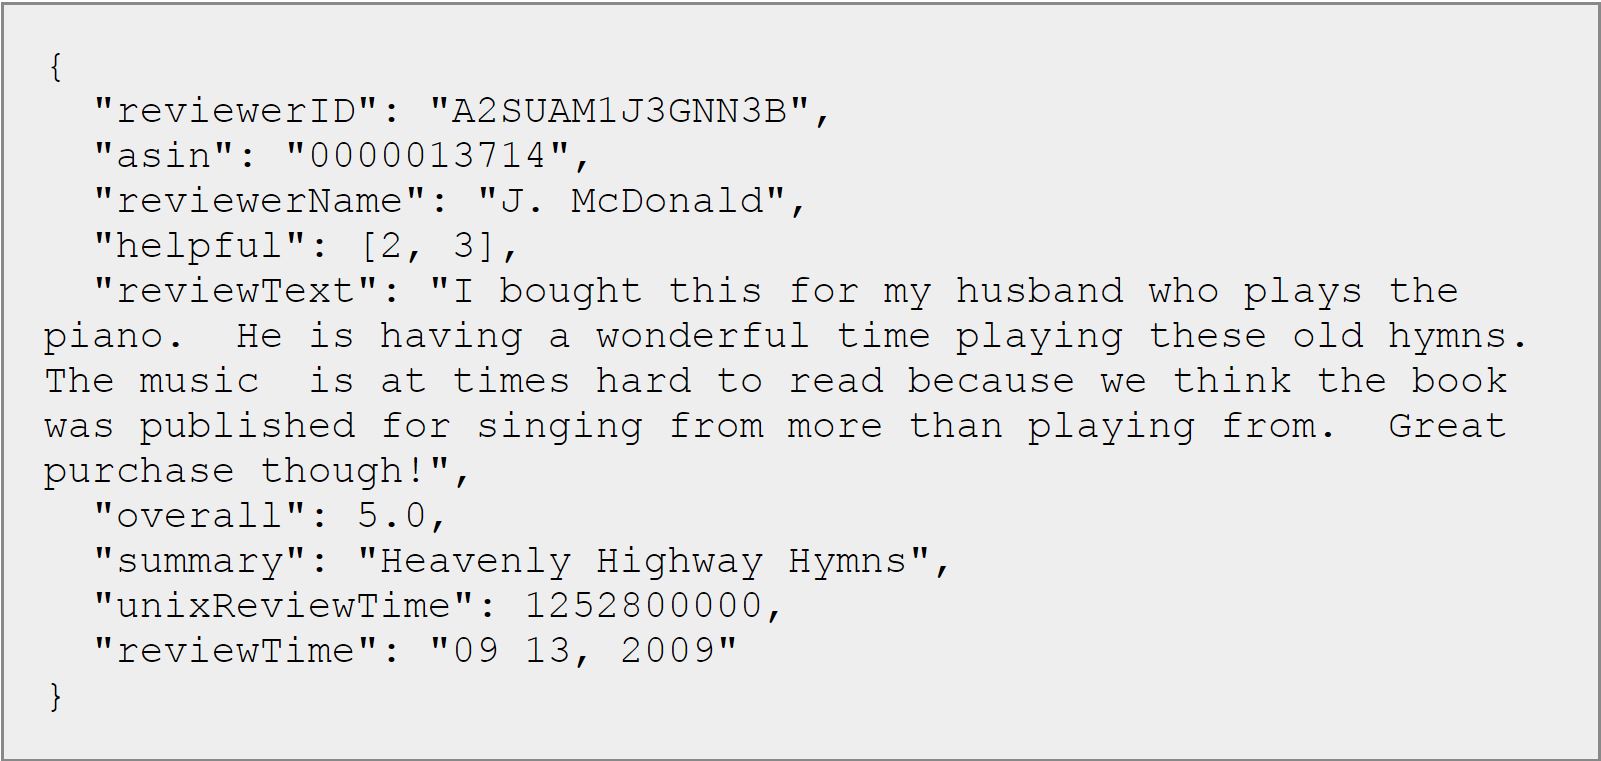 {
  "reviewerID": "A2SUAM1J3GNN3B",
  "asin": "0000013714",
  "reviewerName": "J. McDonald",
  "helpful": [2, 3],
  "reviewText": "I bought this for my husband who plays the
piano.  He is having a wonderful time playing these old hymns.
The music  is at times hard to read because we think the book
was published for singing from more than playing from.  Great
purchase though!",
  "overall": 5.0,
  "summary": "Heavenly Highway Hymns",
  "unixReviewTime": 1252800000,
  "reviewTime": "09 13, 2009"
}